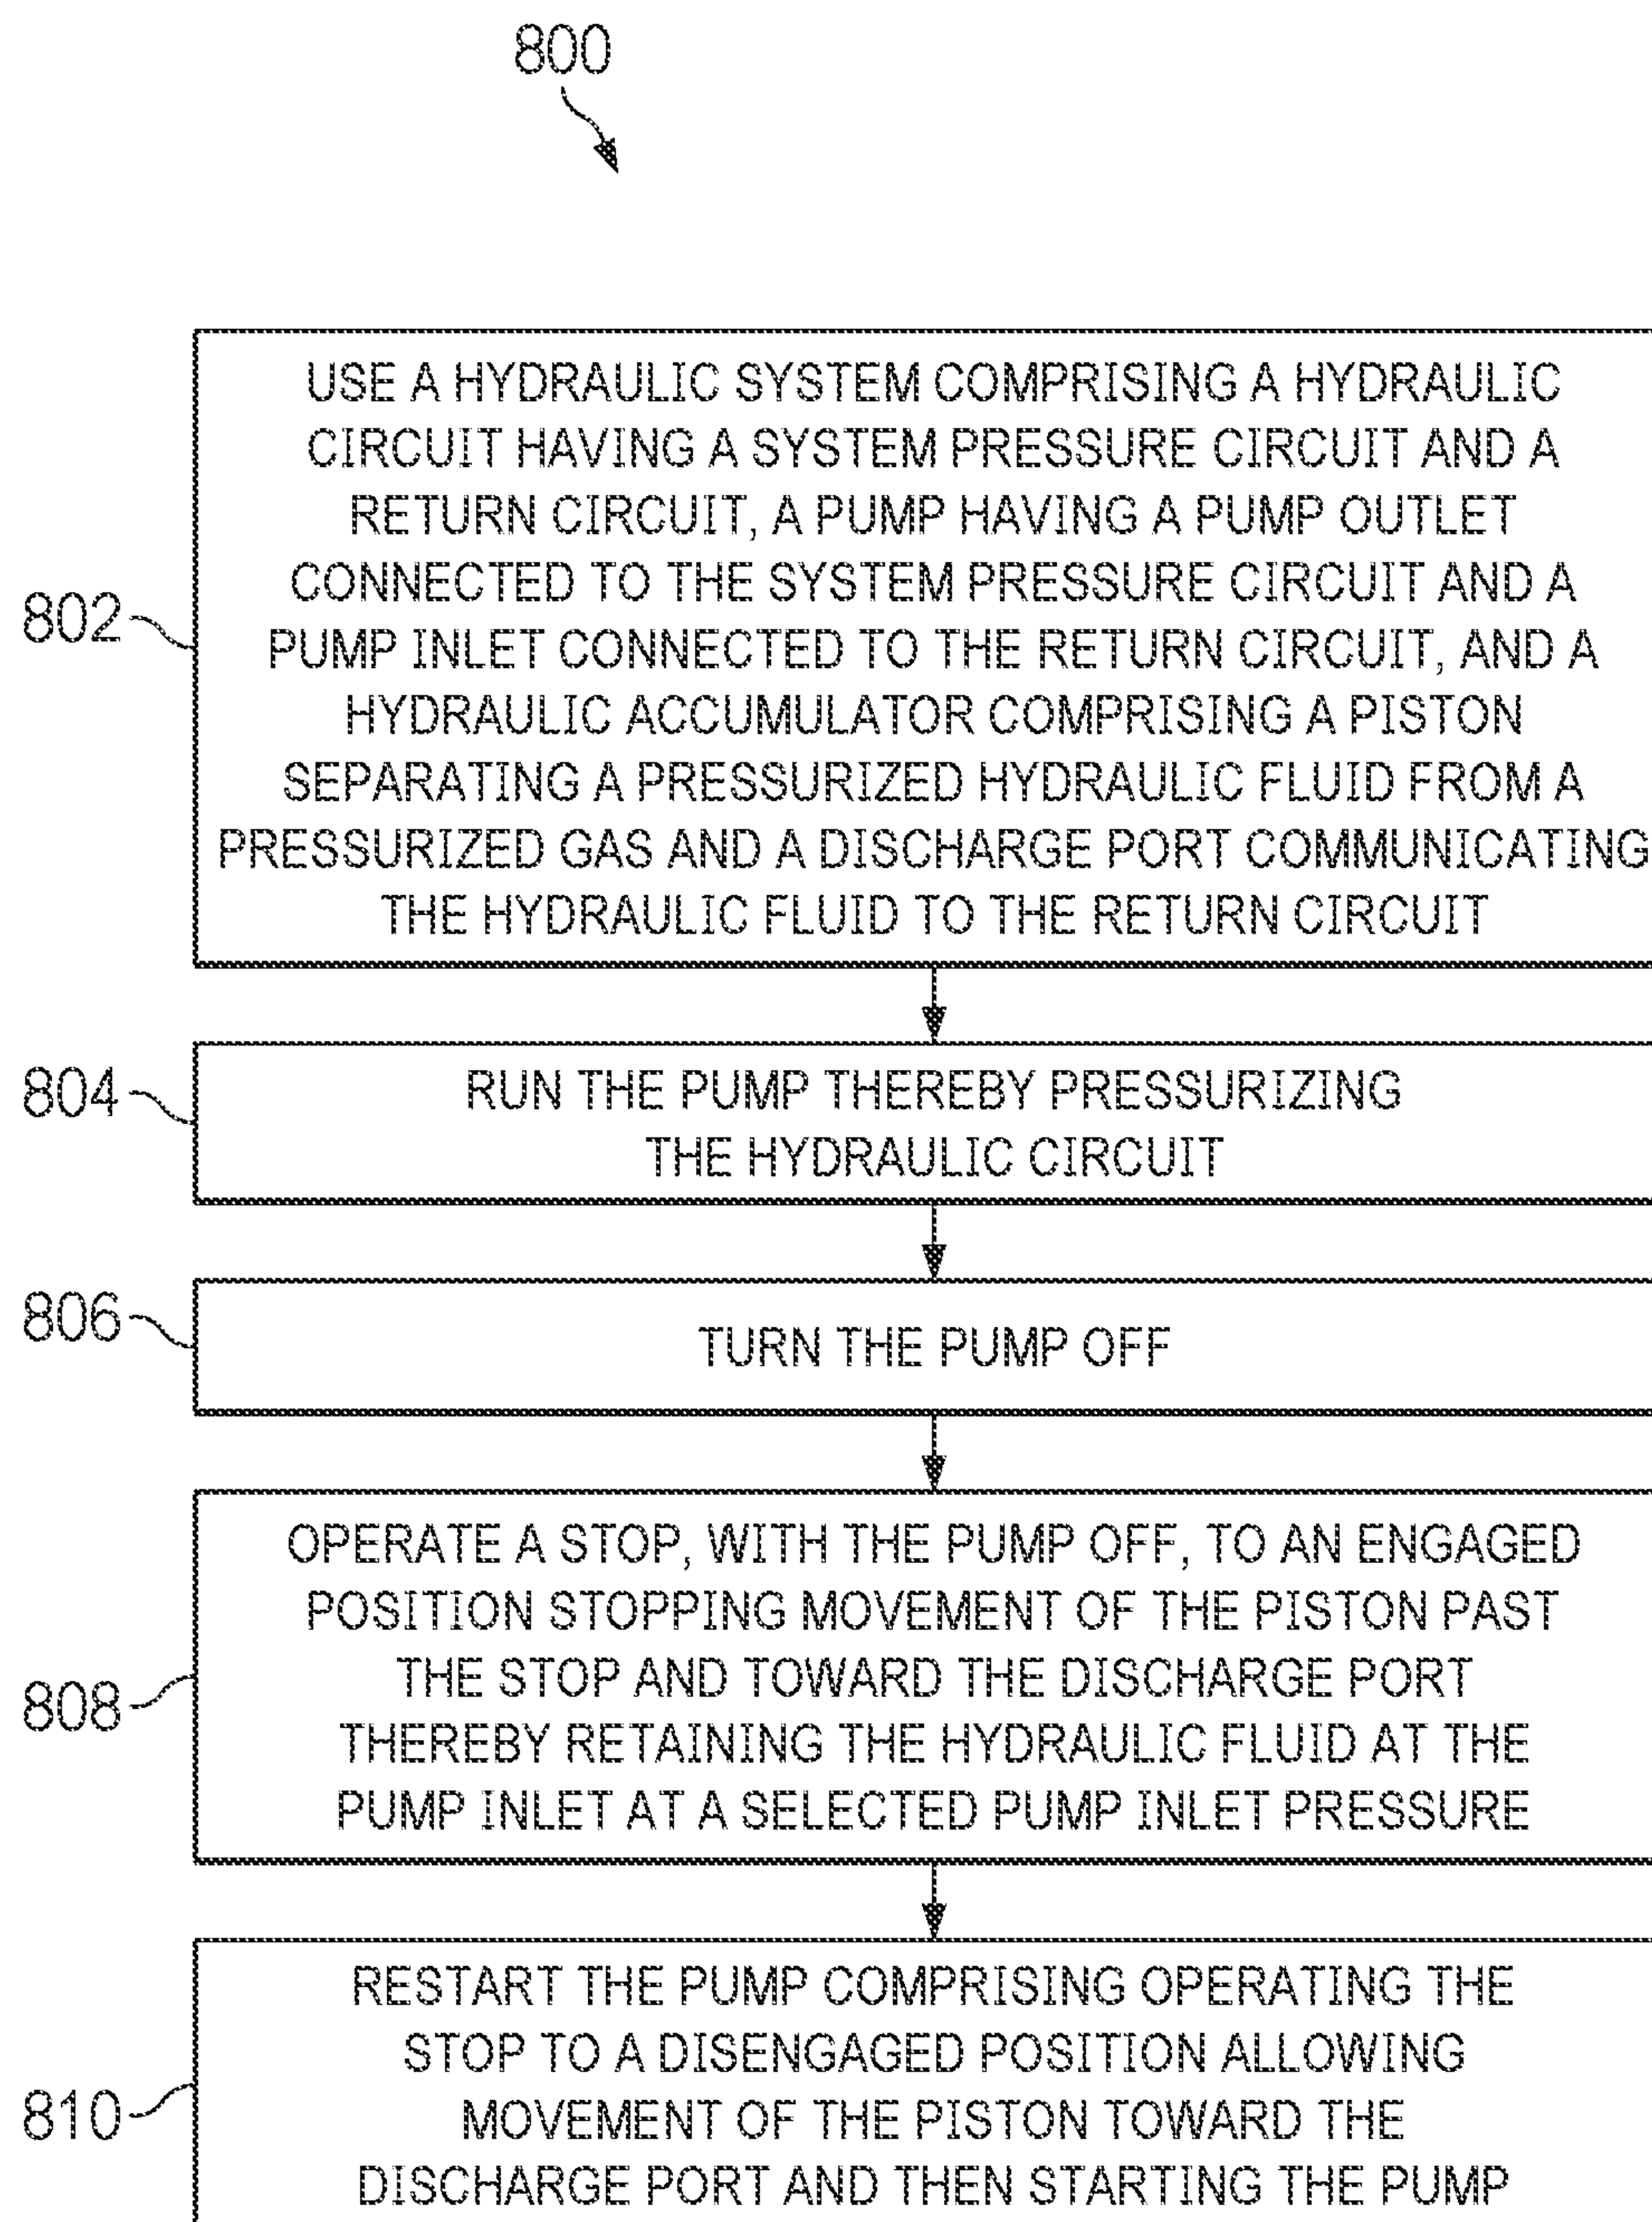 800
802
USE A HYDRAULIC SYSTEM COMPRISING A HYDRAULIC
CIRCUIT HAVING A SYSTEM PRESSURE CIRCUIT AND A
RETURN CIRCUIT, A PUMP HAVING A PUMP OUTLET
CONNECTED TO THE SYSTEM PRESSURE CIRCUIT AND A
PUMP INLET CONNECTED TO THE RETURN CIRCUIT, AND A
HYDRAULIC ACCUMULATOR COMPRISING A PISTON
SEPARATING A PRESSURIZED HYDRAULIC FLUID FROM A
PRESSURIZED GAS AND A DISCHARGE PORT COMMUNICATING
THE HYDRAULIC FLUID TO THE RETURN CIRCUIT
804
RUN THE PUMP THEREBY PRESSURIZING
THE HYDRAULIC CIRCUIT
806
TURN THE PUMP OFF
808
OPERATE A STOP, WITH THE PUMP OFF, TO AN ENGAGED
POSITION STOPPING MOVEMENT OF THE PISTON PAST
THE STOP AND TOWARD THE DISCHARGE PORT
THEREBY RETAINING THE HYDRAULIC FLUID AT THE
PUMP INLET AT A SELECTED PUMP INLET PRESSURE
810
RESTART THE PUMP COMPRISING OPERATING THE
STOP TO A DISENGAGED POSITION ALLOWING
MOVEMENT OF THE PISTON TOWARD THE
DISCHARGE PORT AND THEN STARTING THE PUMP